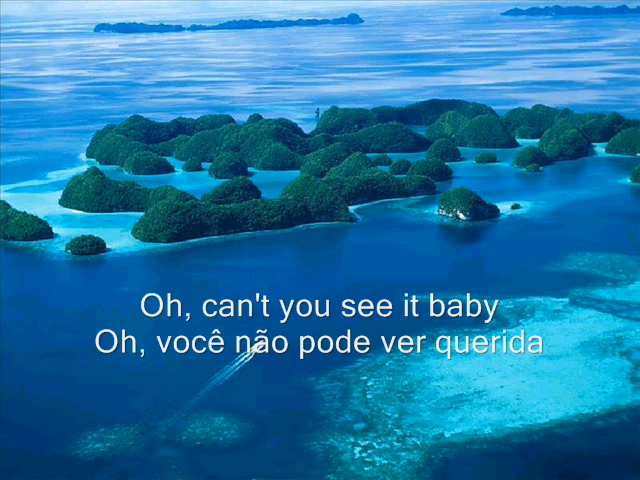 Oh, can't you see it baby
Oh, você não pode ver querida